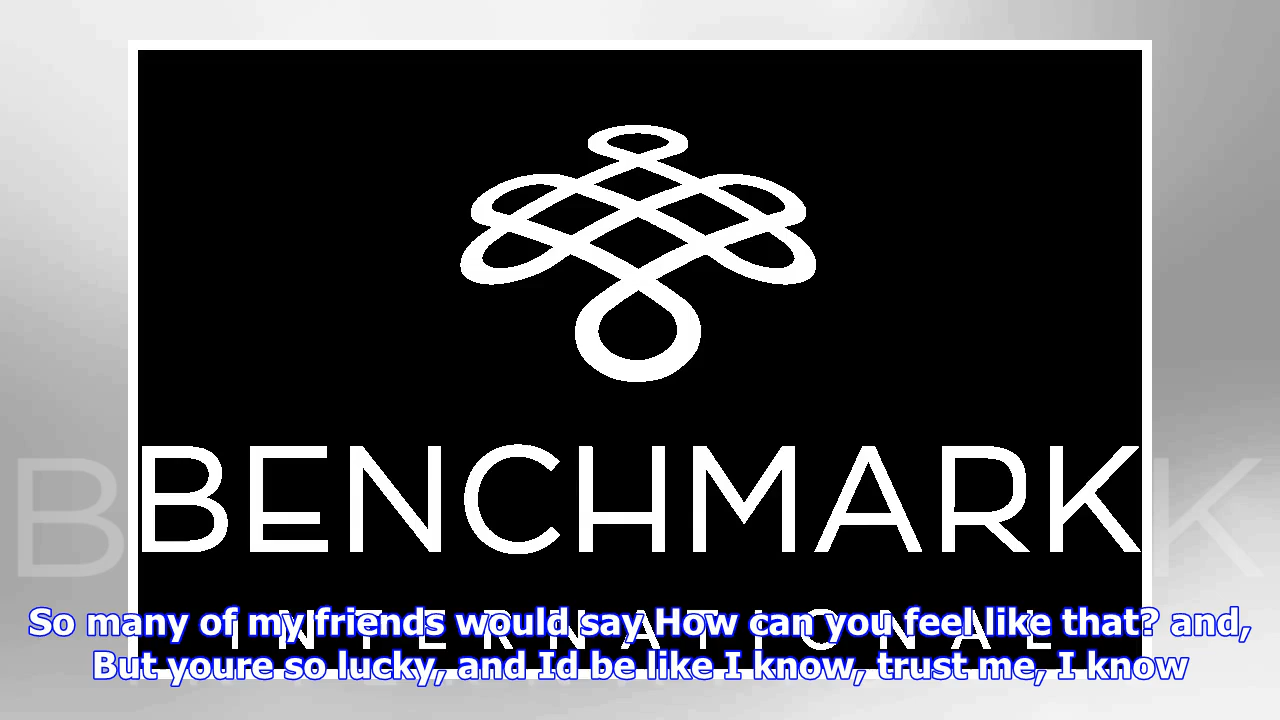 BENCHMARK
INTERNATIONAL
So many of my friends would say How can you feel like that? and,
But youre so lucky, and Id be like I know, trust me, I know